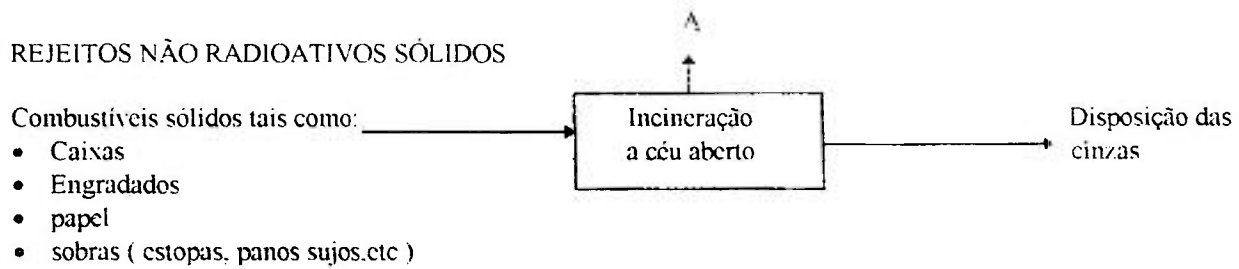 A
REJEITOS NÃO RADIOATIVOS SÓLIDOS
Combustíveis sólidos tais como:
• Caixas
• Engradados
• papel
• sobras ( estopas, panos sujos.etc )
Incineração
a céu aberto
Disposição das
cinzas